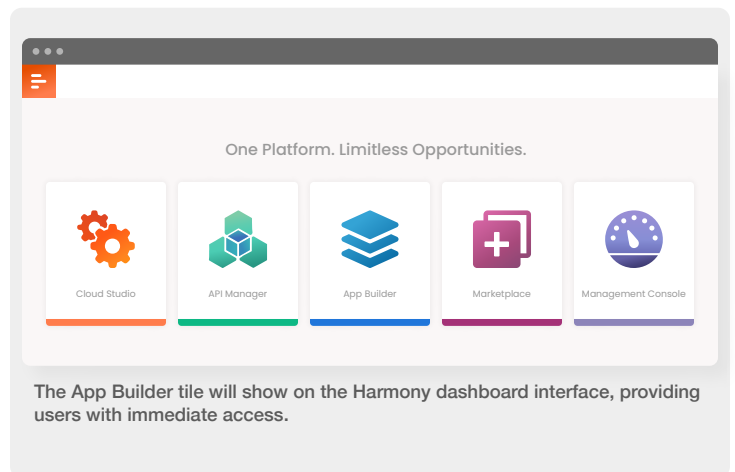 One Platform. Limitless Opportunities.
Cloud Studio
API Manager
App Builder
Marketplace
Management Console
The App Builder tile will show on the Harmony dashboard interface, providing
users with immediate access.